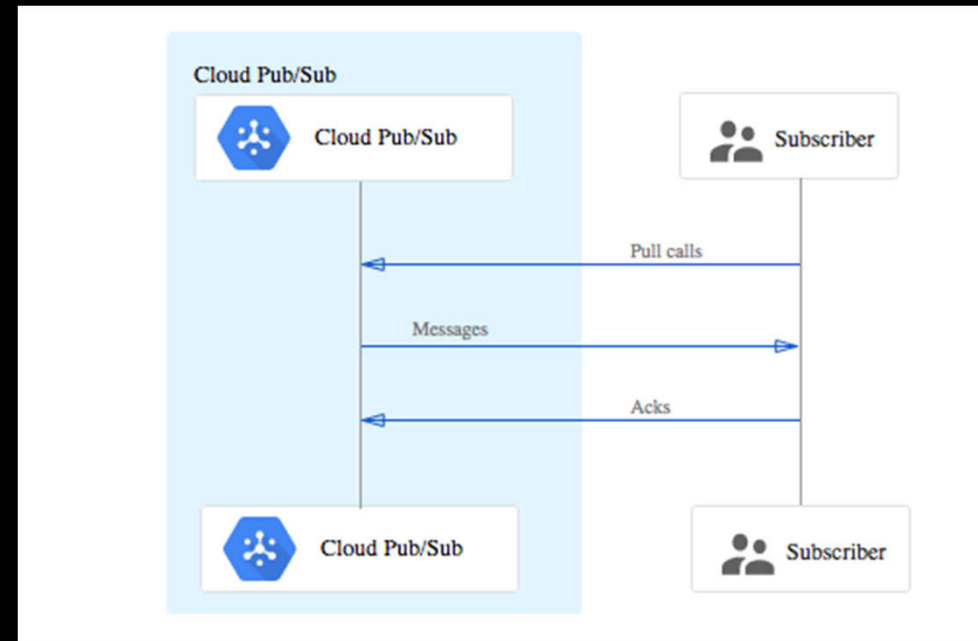 Cloud Pub/Sub
Cloud Pub/Sub
Subscriber
Pull calls
Messages
Acks
Cloud Pub/Sub
Subscriber